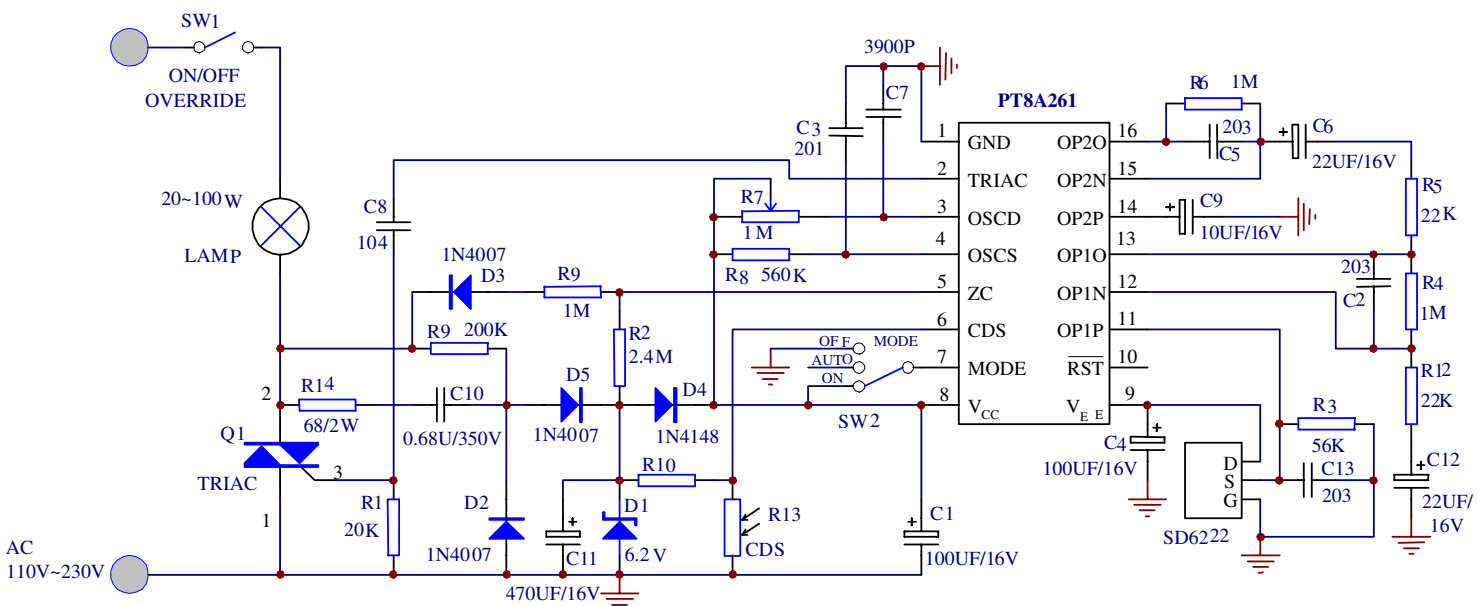 SW1
ON/OFF
OVERRIDE
20~100W
LAMP
C8
104
3900P
C7
C3
201
R7
1M
R8 560K
1N4007
D3
R9
1M
R9 200K
R2
2.4M
R14
68/2W
C10
0.68U/350V
D5
1N4007
D4
1N4148
OFF
AUTO
ON
MODE
SW2
2
Q1
TRIAC
3
1
R1
20K
D2
1N4007
C11
470UF/16V
D1
6.2V
R10
R13
CDS
C1
100UF/16V
AC
110V~230V
PT8A261
1 GND
2 TRIAC
3 OSCD
4 OSCS
5 ZC
6 CDS
7 MODE
8 VCC
OP2O 16
OP2N 15
OP2P 14
OP1O 13
OP1N 12
OP1P 11
RST 10
VEE 9
R6 1M
203
C5
+ C6
22UF/16V
+ C9
10UF/16V
R5
22K
203
C2
R4
1M
R12
22K
R3
56K
C13
203
+ C12
22UF/
16V
C4 +
100UF/16V
D
S
G
SD6222